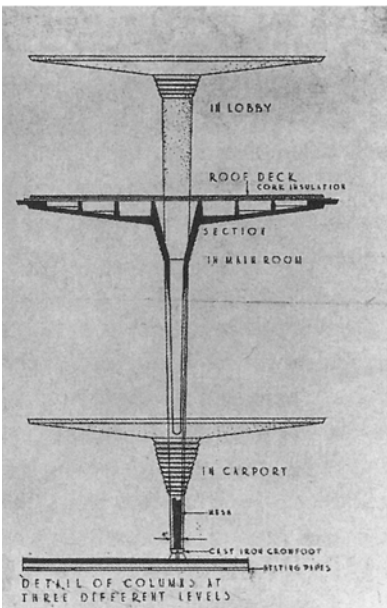 IN LOBBY
ROOF DECK
CORK INSULATION
SECTION
IN MAIN ROOM
IN CARPORT
MESH
CAST IRON CROWFOOT
PIPES
DETAIL OF COLUMNS AT
THREE DIFFERENT LEVELS